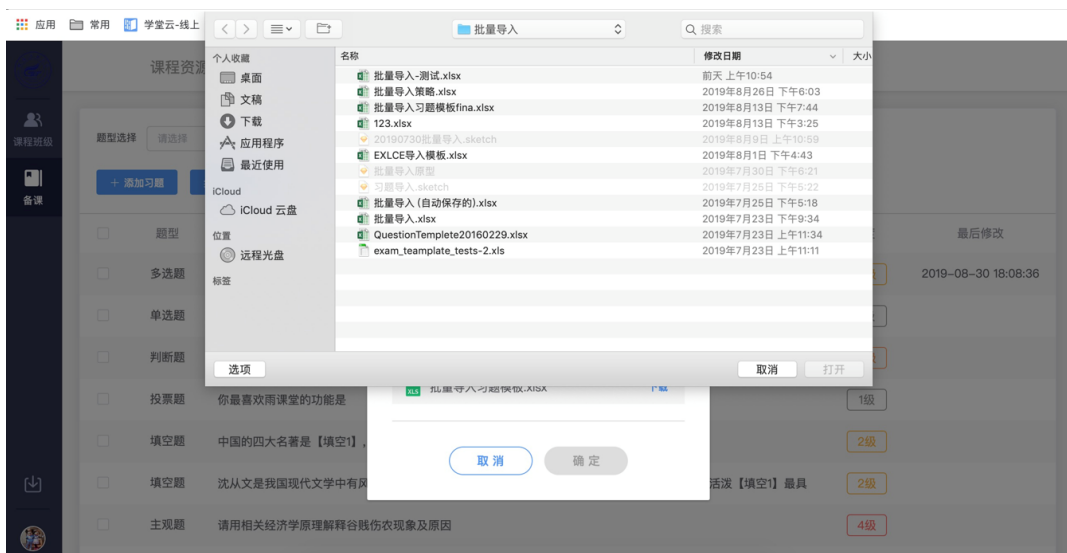 应用 常用 学堂云-线上
批量导入 搜索
课程资源
课程班级
备课
题型选择 请选择
+ 添加习题
个人收藏
桌面
文稿
下载
应用程序
最近使用
iCloud
iCloud 云盘
位置
远程光盘
标签
名称 修改日期 大小
批量导入-测试.xlsx 前天 上午10:54
批量导入策略.xlsx 2019年8月26日 下午6:03
批量导入习题模板fina.xlsx 2019年8月13日 下午7:44
123.xlsx 2019年8月13日 下午3:25
20190730批量导入.sketch 2019年8月9日 上午10:59
EXLCE导入模板.xlsx 2019年8月1日 下午4:43
批量导入原型 2019年7月30日 下午6:21
习题导入.sketch 2019年7月25日 下午5:22
批量导入 (自动保存的).xlsx 2019年7月25日 下午5:18
批量导入.xlsx 2019年7月23日 下午9:34
QuestionTemplete20160229.xlsx 2019年7月23日 上午11:34
exam_teamplate_tests-2.xls 2019年7月23日 上午11:11
选项 取消 打开
题型 最后修改
多选题 2019-08-30 18:08:36
单选题
判断题
XLS 批量导入习题模板.xlsx 下载
投票题 你最喜欢雨课堂的功能是 1级
填空题 中国的四大名著是【填空1】, 2级
取消 确定
填空题 沈从文是我国现代文学中有风 活泼【填空1】最具 2级
主观题 请用相关经济学原理解释谷贱伤农现象及原因 4级